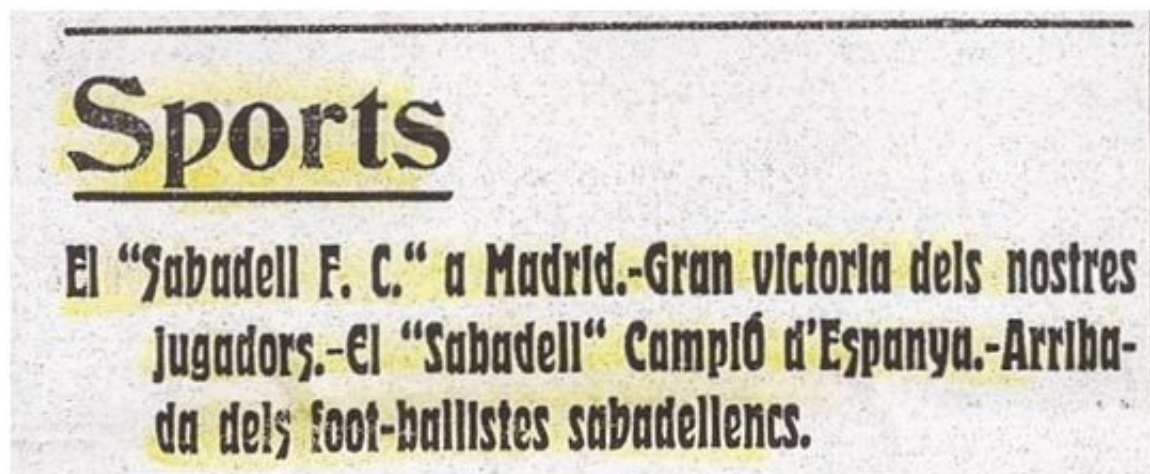 Sports
El “Sabadell F. C.“ a Madrid.-Gran victoria dels nostres
jugadors.-El “Sabadell“ CampiÓ d'Espanya.-Arriba-
da dels foot-ballistes sabadellencs.